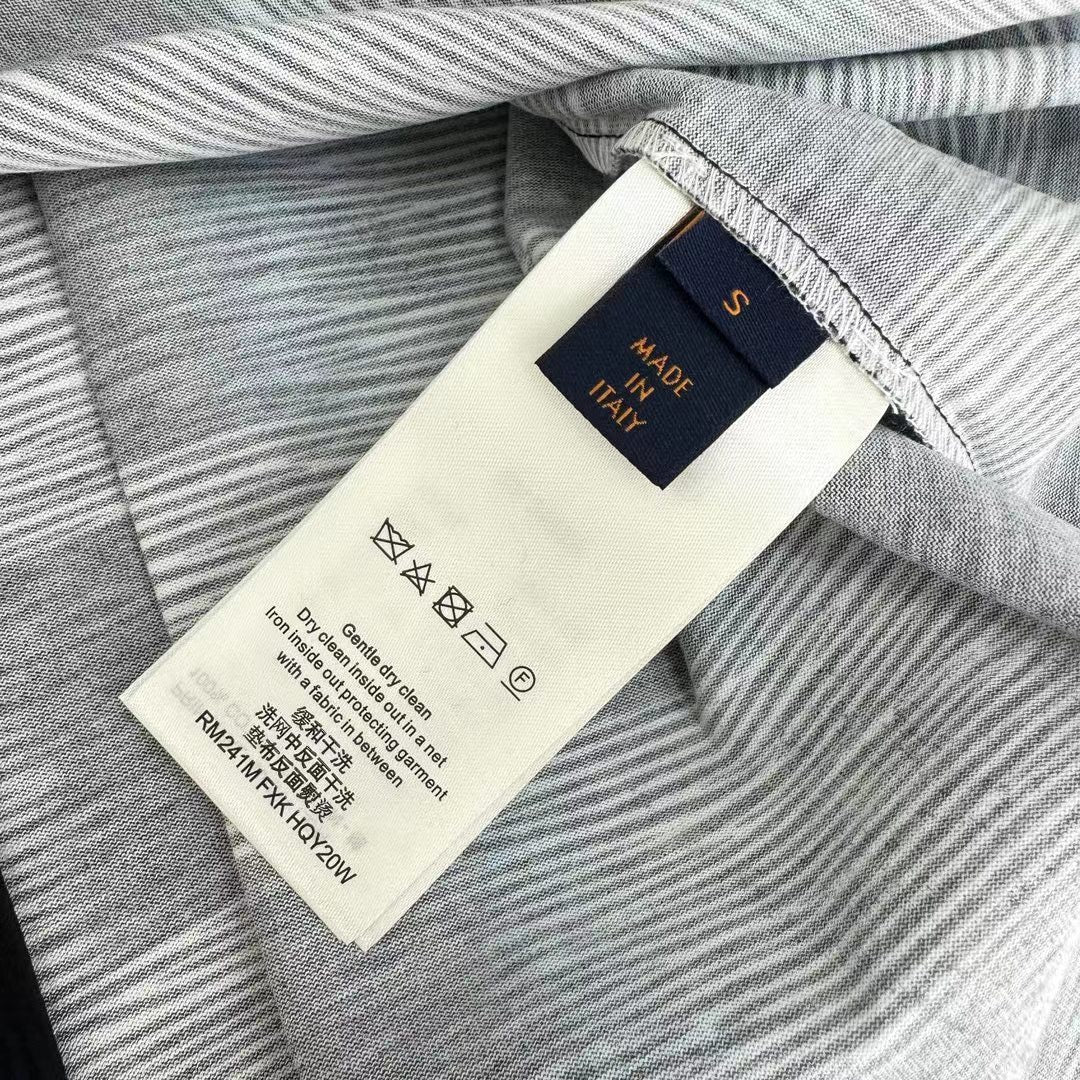 S
MADE
IN
ITALY
F
Gentle dry clean
Dry clean inside out in a net
Iron inside out protecting garment
with a fabric in between
缓和干洗
洗网中反面干洗
垫布反面熨烫
RM241M FXK HQY20W